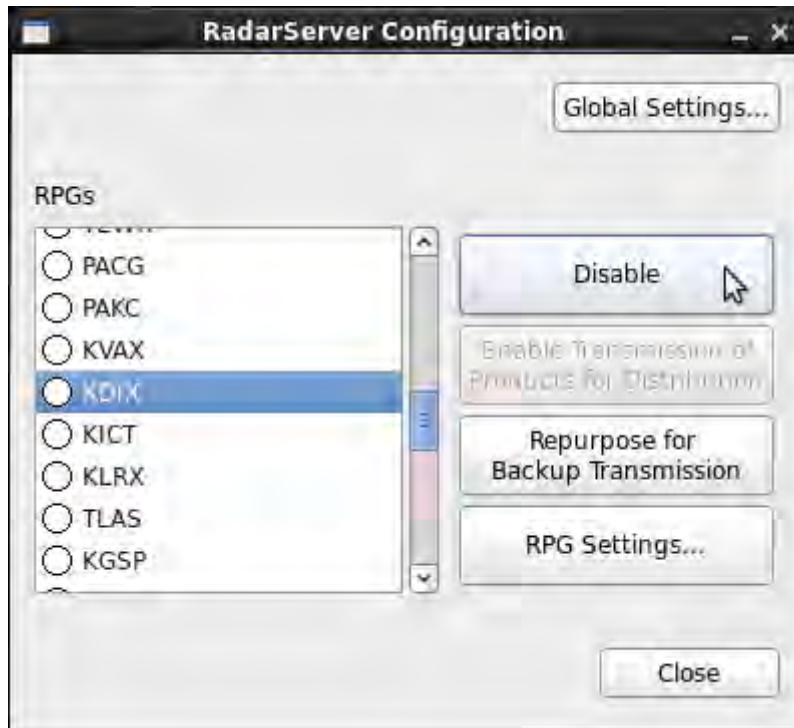 RadarServer Configuration
Global Settings...
RPGs
PACG
PAKC
KVAX
KDIX
KICT
KLRX
TLAS
KGSP
Disable
Enable Transmission of
Products for Distribution
Repurpose for
Backup Transmission
RPG Settings...
Close